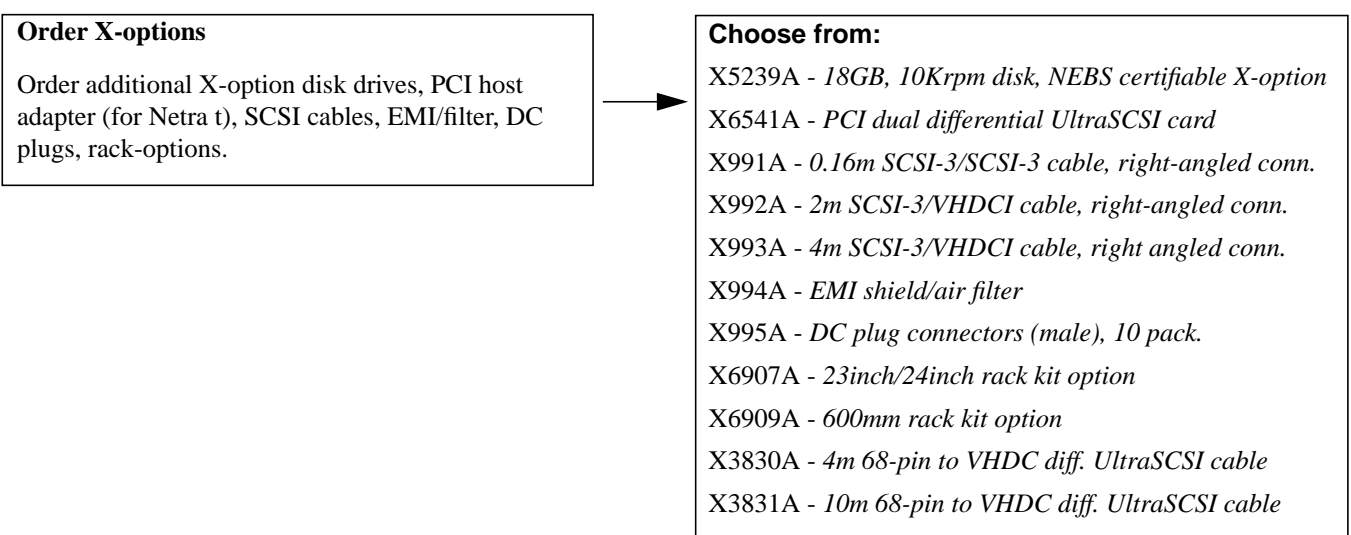 Order X-options
Order additional X-option disk drives, PCI host
adapter (for Netra t), SCSI cables, EMI/filter, DC
plugs, rack-options.
Choose from:
X5239A - 18GB, 10Krpm disk, NEBS certifiable X-option
X6541A - PCI dual differential UltraSCSI card
X991A - 0.16m SCSI-3/SCSI-3 cable, right-angled conn.
X992A - 2m SCSI-3/VHDCI cable, right-angled conn.
X993A - 4m SCSI-3/VHDCI cable, right angled conn.
X994A - EMI shield/air filter
X995A - DC plug connectors (male), 10 pack.
X6907A - 23inch/24inch rack kit option
X6909A - 600mm rack kit option
X3830A - 4m 68-pin to VHDC diff. UltraSCSI cable
X3831A - 10m 68-pin to VHDC diff. UltraSCSI cable